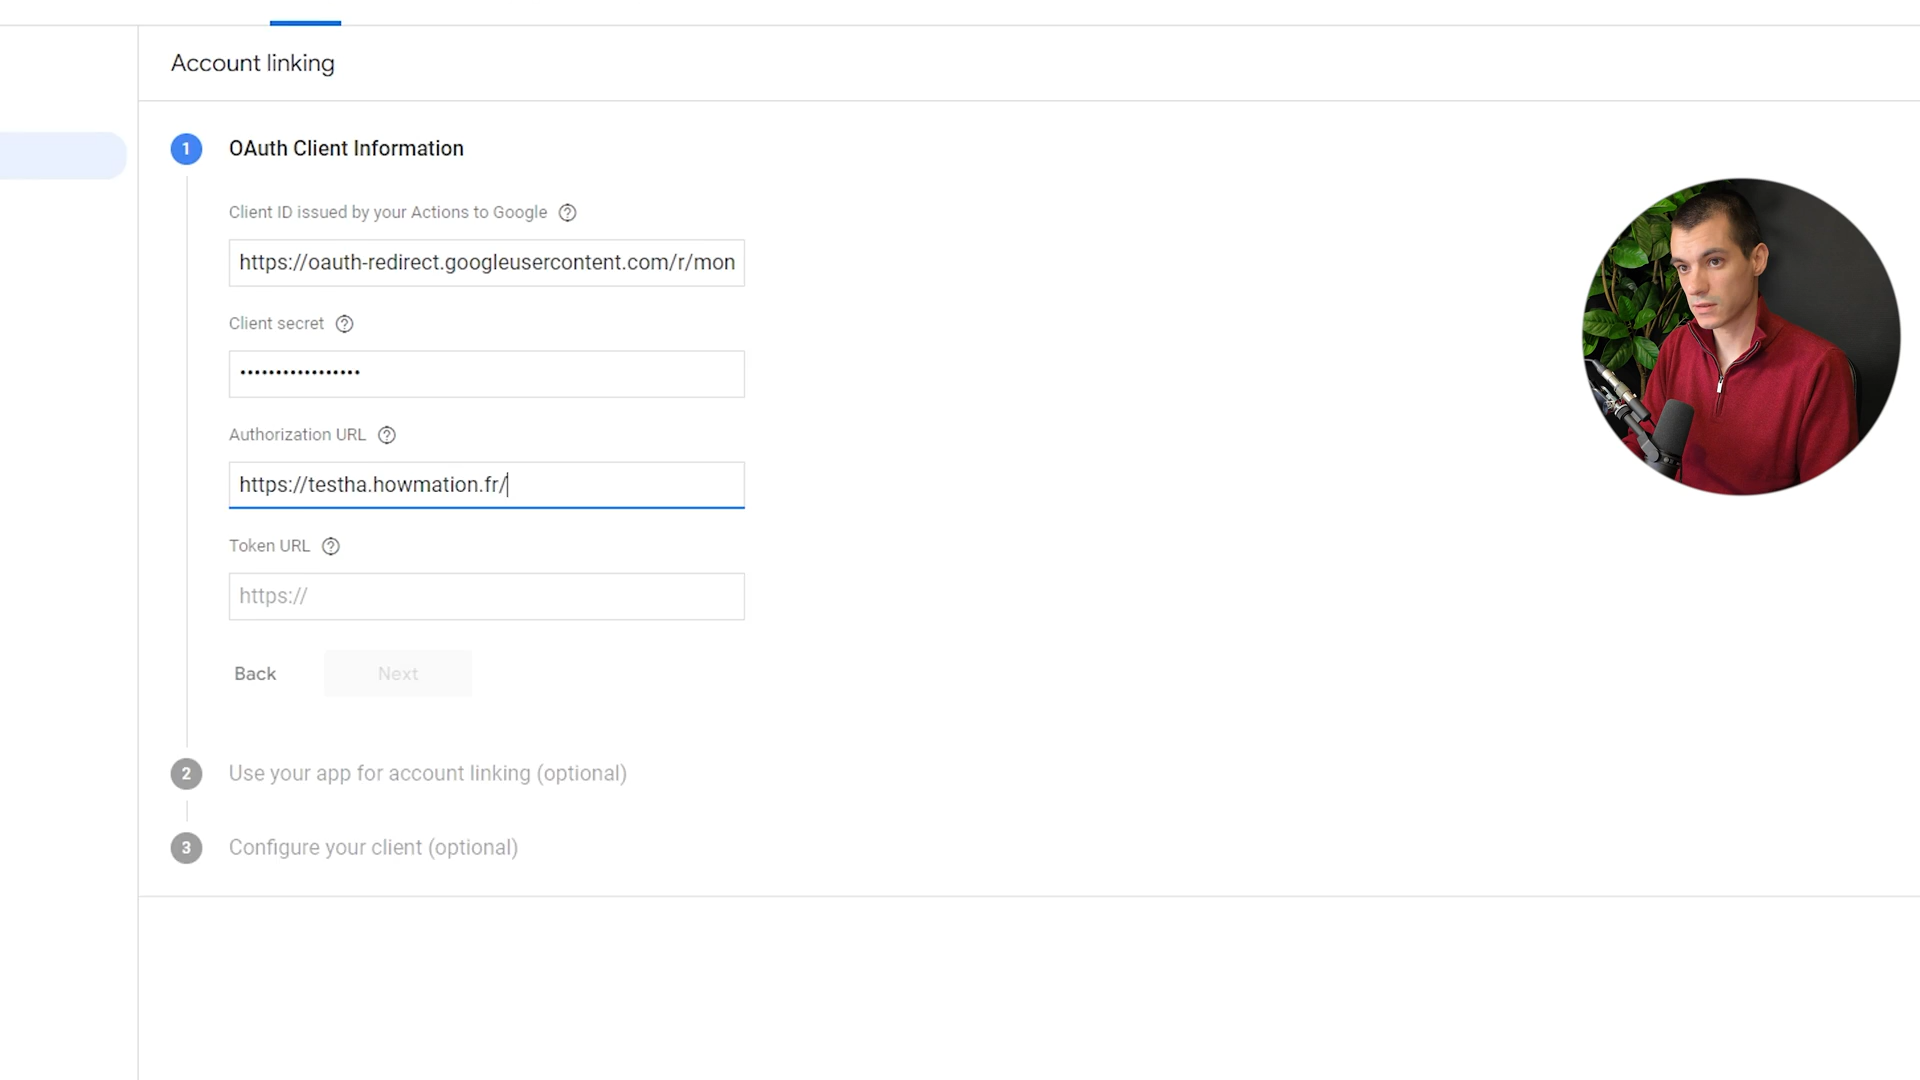 Account linking
1 OAuth Client Information
Client ID issued by your Actions to Google
https://oauth-redirect.googleusercontent.com/r/mon
Client secret
•••••••••••••••••
Authorization URL
https://testha.howmation.fr/
Token URL
https://
Back Next
2 Use your app for account linking (optional)
3 Configure your client (optional)